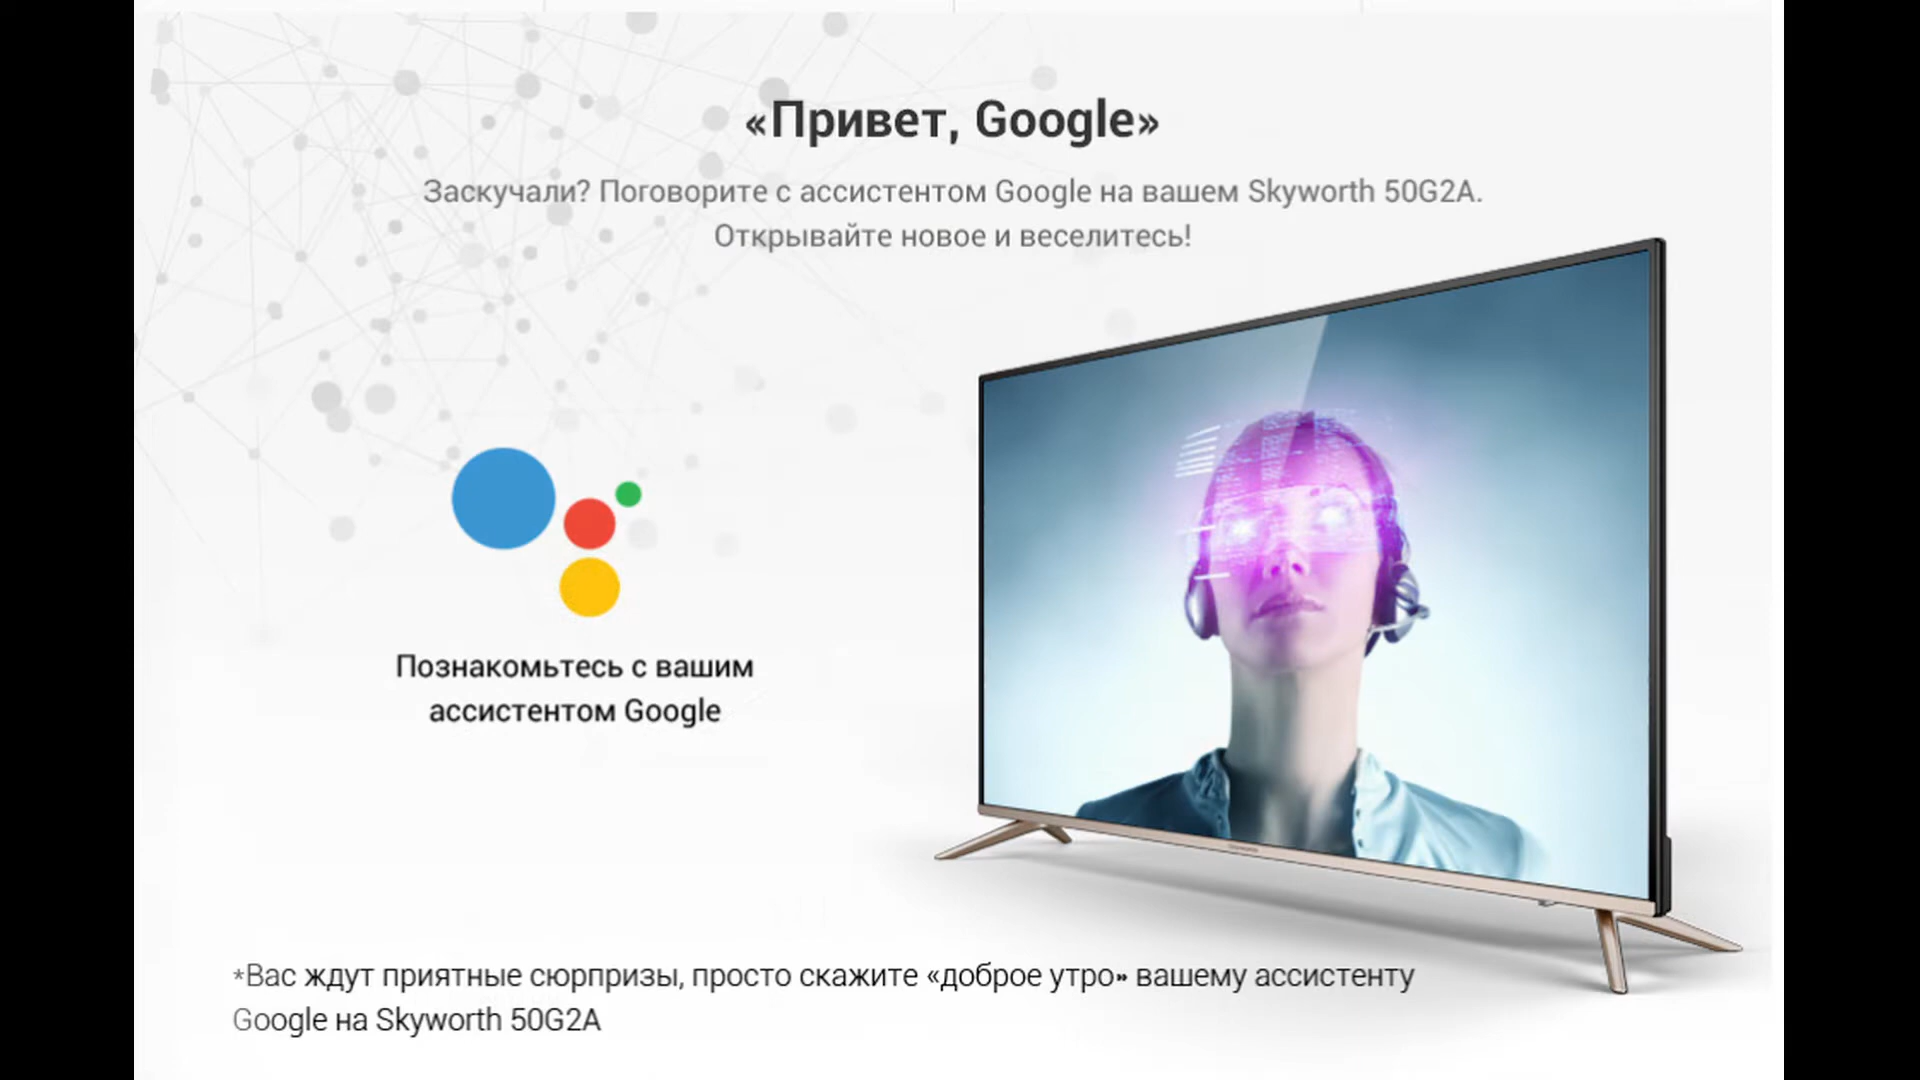 «Привет, Google»
Заскучали? Поговорите с ассистентом Google на вашем Skyworth 50G2A.
Открывайте новое и веселитесь!
Познакомьтесь с вашим
ассистентом Google
*Вас ждут приятные сюрпризы, просто скажите «доброе утро» вашему ассистенту
Google на Skyworth 50G2A